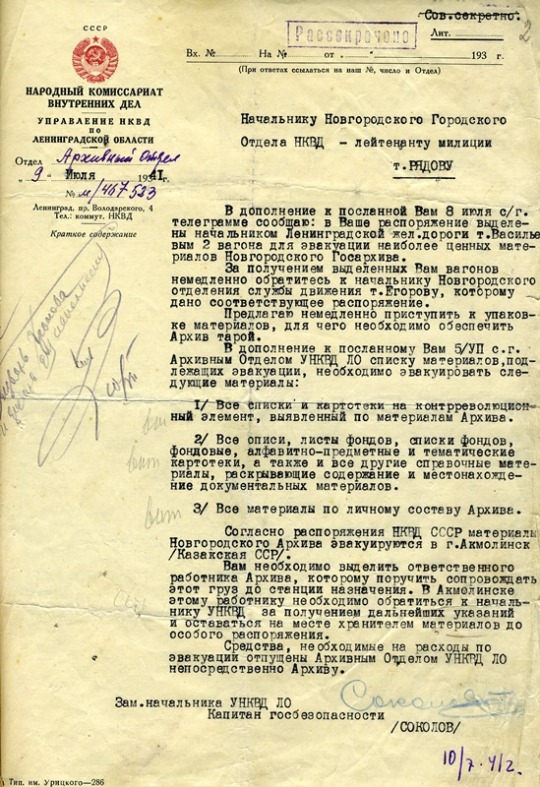 СССР
Рассекречено
Сов.секретно.
Лит.
2
Вх. № На № от " 193 г.
(При ответах ссылаться на наш №, число и Отдел)
НАРОДНЫЙ КОМИССАРИАТ
ВНУТРЕННИХ ДЕЛ
УПРАВЛЕНИЕ НКВД
по
ЛЕНИНГРАДСКОЙ ОБЛАСТИ
Отдел Архивный Отдел
"9" Июля 1941
№ м/467533
Ленинград, пр. Володарского, 4
Тел.: коммут. НКВД
Краткое содержание
Начальнику Новгородского Городского
Отдела НКВД – лейтенанту милиции
т.РЯДОВУ
В дополнение к посланной Вам 8 июля с/г.
телеграмме сообщаю: в Ваше распоряжение выделены
начальником Ленинградской жел.дороги т.Василье
вым 2 вагона для эвакуации наиболее ценных мате
риалов Новгородского Госархива.
За получением выделенных Вам вагонов
немедленно обратитесь к начальнику Новгородского
отделения службы движения т.Егорову, которому
дано соответствующее распоряжение.
Предлагаю немедленно приступить к упаков
ке материалов, для чего необходимо обеспечить
Архив тарой.
В дополнение к посланному Вам 5/УП с.г.
Архивным Отделом УНКВД ЛО списку материалов,под
лежащих эвакуации, необходимо эвакуировать сле
дующие материалы:
1/ Все списки и картотеки на контрреволюцион
ный элемент, выявленный по материалам Архива.
2/ Все описи, листы фондов, списки фондов,
фондовые, алфавитно-предметные и тематические
картотеки, а также и все другие справочные мате
риалы, раскрывающие содержание и местонахожде
ние документальных материалов.
3/ Все материалы по личному составу Архива.
Согласно распоряжения НКВД СССР материалы
Новгородского Архива эвакуируются в г.Акмолинск
/Казакская ССР/.
Вам необходимо выделить ответственного
работника Архива, которому поручить сопровождать
этот груз до станции назначения. В Акмолинске
этому работнику необходимо обратиться к началь
нику УНКВД за получением дальнейших указаний
и оставаться на месте хранителем материалов до
особого распоряжения.
Средства, необходимые на расходы по
эвакуации отпущены Архивным Отделом УНКВД ЛО
непосредственно Архиву.
Зам.начальника УНКВД ЛО
Капитан госбезопасности
/СОКОЛОВ/
10/7-41г.
Тип. им. Урицкого—286